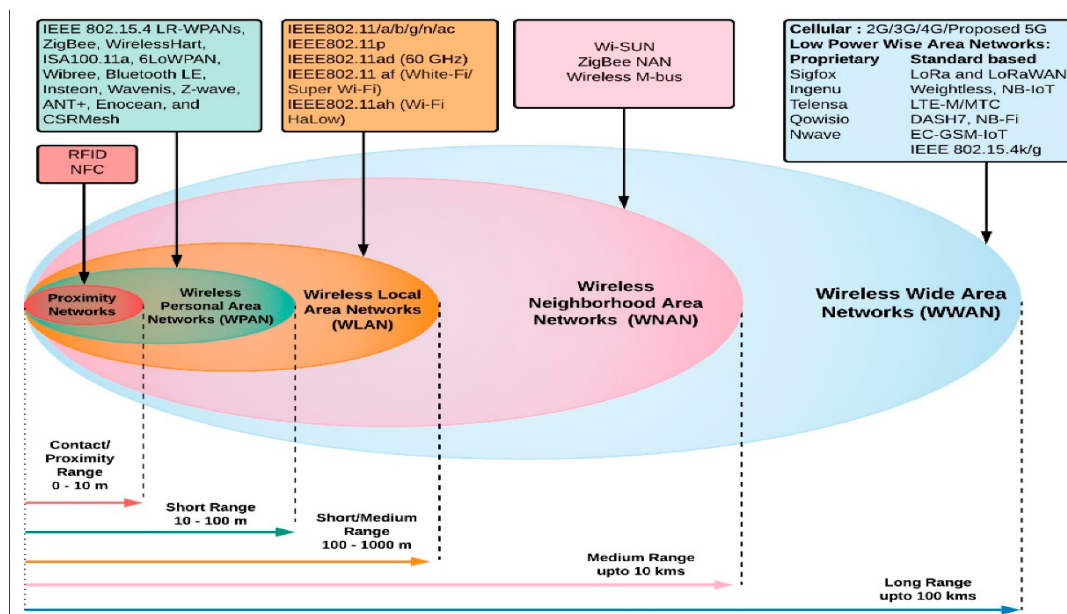 IEEE 802.15.4 LR-WPANs,
ZigBee, WirelessHart,
ISA100.11a, 6LoWPAN,
Wibree, Bluetooth LE,
Insteon, Wavenis, Z-wave,
ANT+, Enocean, and
CSRMesh
IEEE802.11/a/b/g/n/ac
IEEE802.11p
IEEE802.11ad (60 GHz)
IEEE802.11 af (White-Fi/
Super Wi-Fi)
IEEE802.11ah (Wi-Fi
HaLow)
Wi-SUN
ZigBee NAN
Wireless M-bus
Cellular : 2G/3G/4G/Proposed 5G
Low Power Wise Area Networks:
Proprietary Standard based
Sigfox LoRa and LoRaWAN
Ingenu Weightless, NB-IoT
Telensa LTE-M/MTC
Qowisio DASH7, NB-Fi
Nwave EC-GSM-IoT
IEEE 802.15.4k/g
RFID
NFC
Proximity
Networks
Wireless
Personal Area
Networks (WPAN)
Wireless Local
Area Networks
(WLAN)
Wireless
Neighborhood Area
Networks (WNAN)
Wireless Wide Area
Networks (WWAN)
Contact/
Proximity
Range
0 - 10 m
Short Range
10 - 100 m
Short/Medium
Range
100 - 1000 m
Medium Range
upto 10 kms
Long Range
upto 100 kms